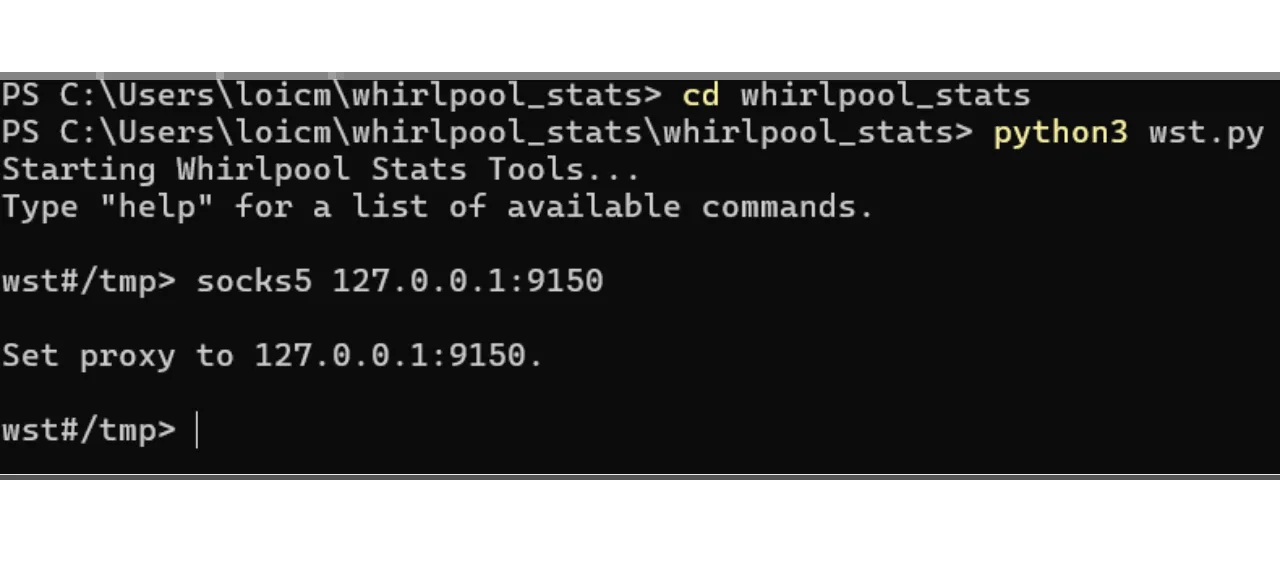 PS C:\Users\loicm\whirlpool_stats> cd whirlpool_stats
PS C:\Users\loicm\whirlpool_stats\whirlpool_stats> python3 wst.py
Starting Whirlpool Stats Tools...
Type "help" for a list of available commands.
wst#/tmp> socks5 127.0.0.1:9150
Set proxy to 127.0.0.1:9150.
wst#/tmp>